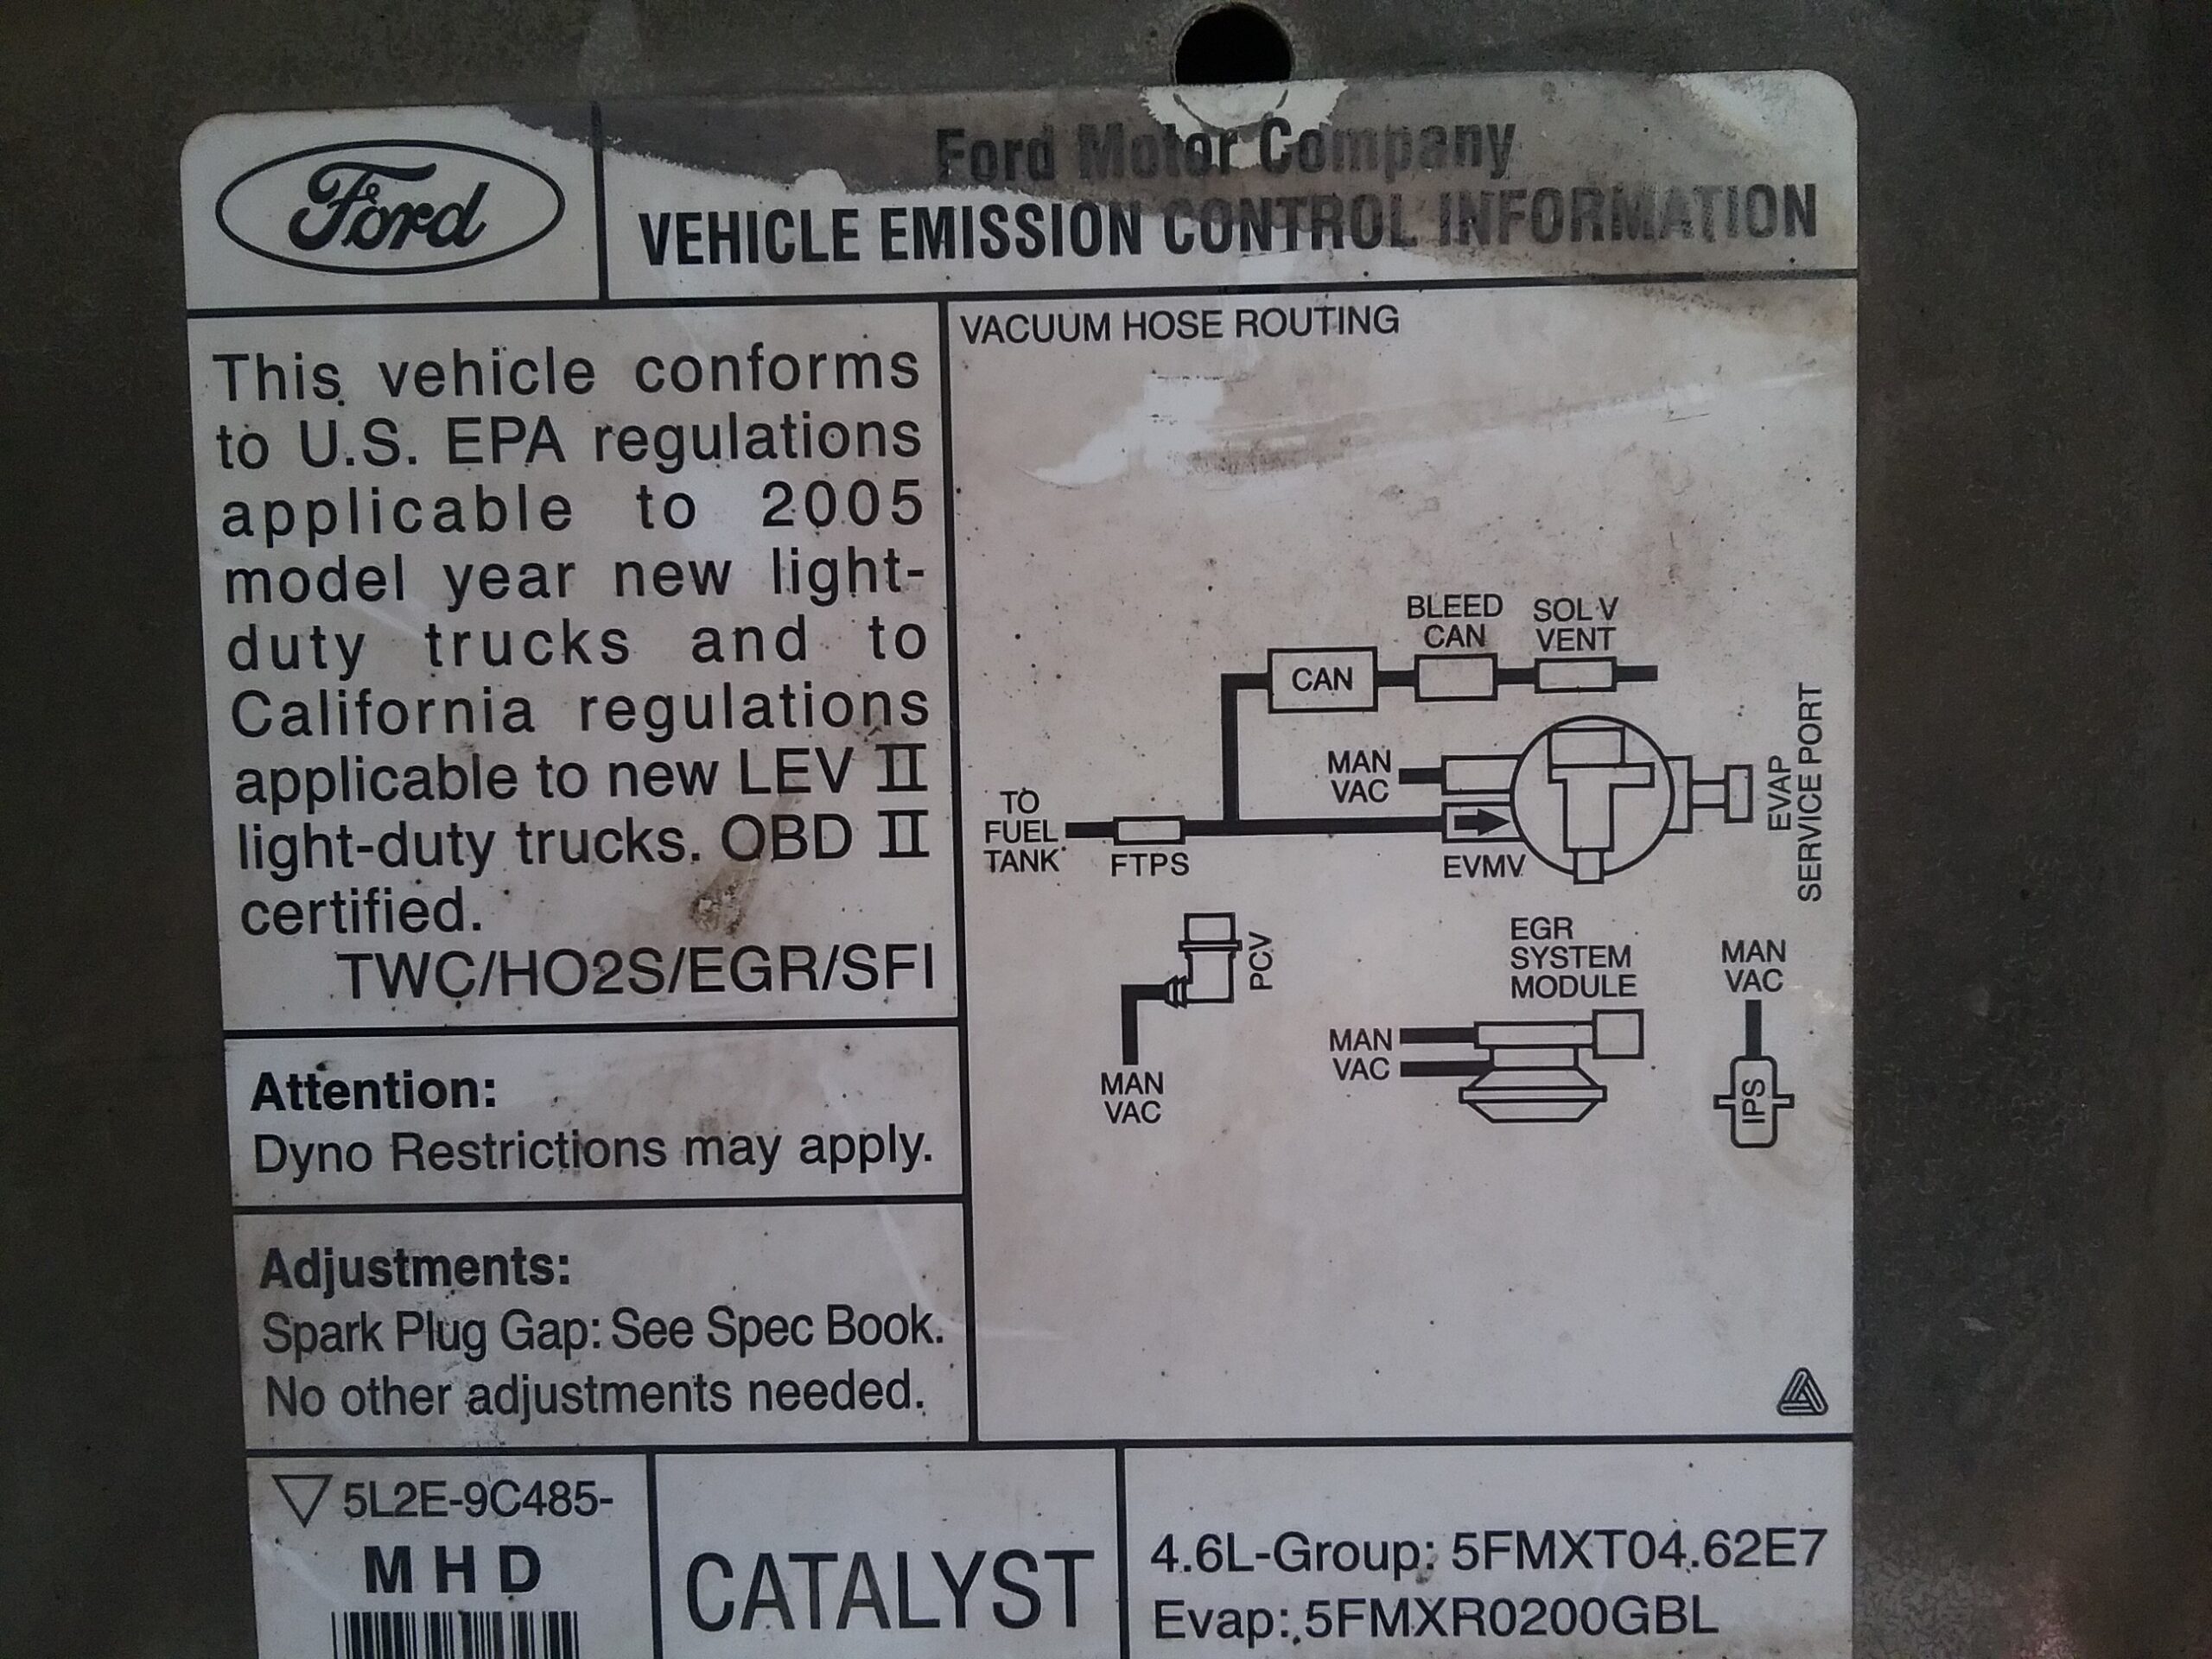 Ford
Ford Motor Company
VEHICLE EMISSION CONTROL INFORMATION
This vehicle conforms
to U.S. EPA regulations
applicable to 2005
model year new light-
duty trucks and to
California regulations
applicable to new LEV II
light-duty trucks. OBD II
certified.
TWC/HO2S/EGR/SFI
Attention:
Dyno Restrictions may apply.
Adjustments:
Spark Plug Gap: See Spec Book.
No other adjustments needed.
VACUUM HOSE ROUTING
BLEED
CAN
SOL V
VENT
CAN
MAN
VAC
TO
FUEL
TANK
FTPS
EVMV
EVAP
SERVICE PORT
PCV
MAN
VAC
EGR
SYSTEM
MODULE
MAN
VAC
MAN
VAC
IPS
5L2E-9C485-
MHD
CATALYST
4.6L-Group: 5FMXT04.62E7
Evap: 5FMXR0200GBL